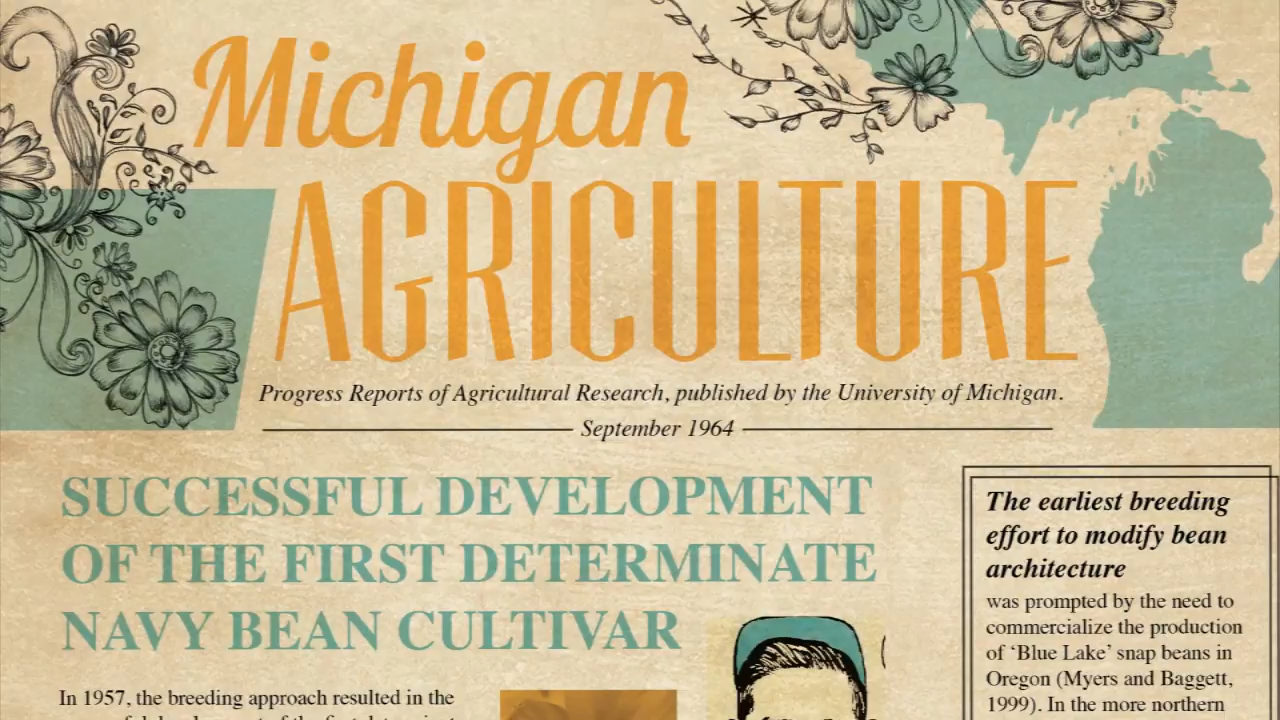 Michigan
AGRICULTURE
Progress Reports of Agricultural Research, published by the University of Michigan.
September 1964
SUCCESSFUL DEVELOPMENT
OF THE FIRST DETERMINATE
NAVY BEAN CULTIVAR
In 1957, the breeding approach resulted in the
The earliest breeding
effort to modify bean
architecture
was prompted by the need to
commercialize the production
of ‘Blue Lake’ snap beans in
Oregon (Myers and Baggett,
1999). In the more northern